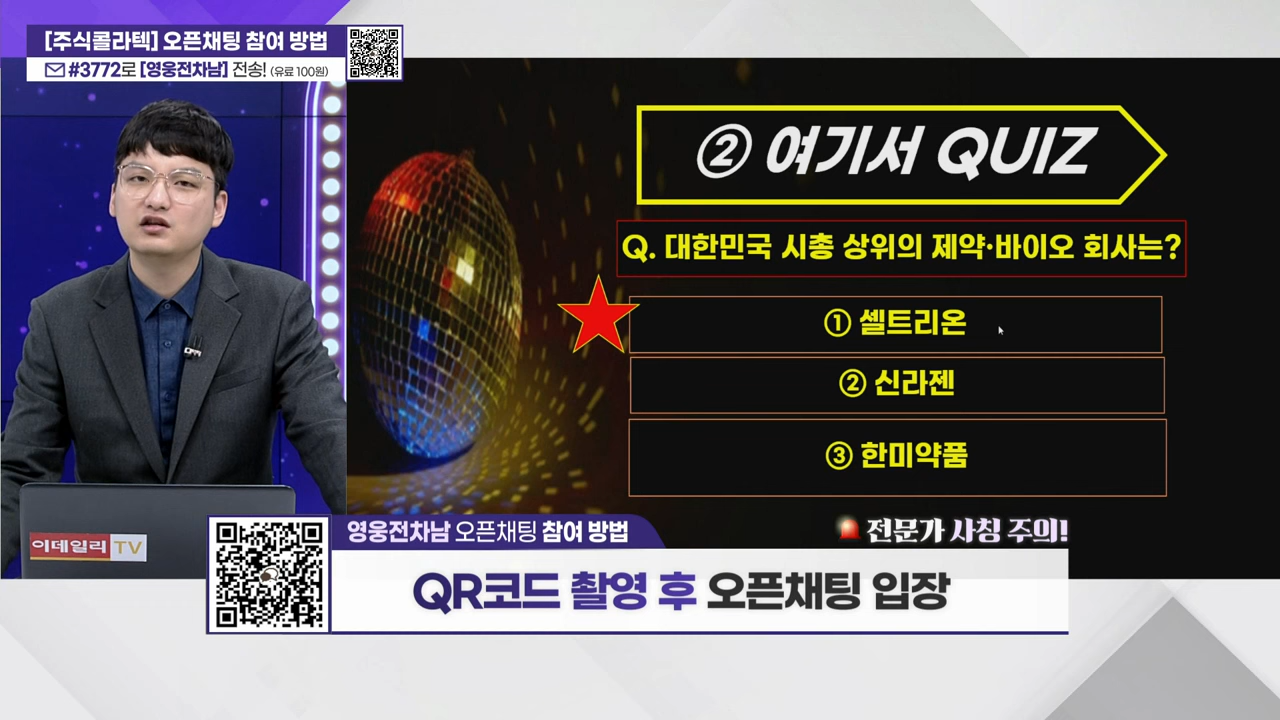 [주식콜라텍] 오픈채팅 참여 방법
#3772로 [영웅전차남] 전송! (유료 100원)
② 여기서 QUIZ
Q. 대한민국 시총 상위의 제약·바이오 회사는?
① 셀트리온
② 신라젠
③ 한미약품
이데일리 TV
영웅전차남 오픈채팅 참여 방법
전문가 사칭 주의!
QR코드 촬영 후 오픈채팅 입장